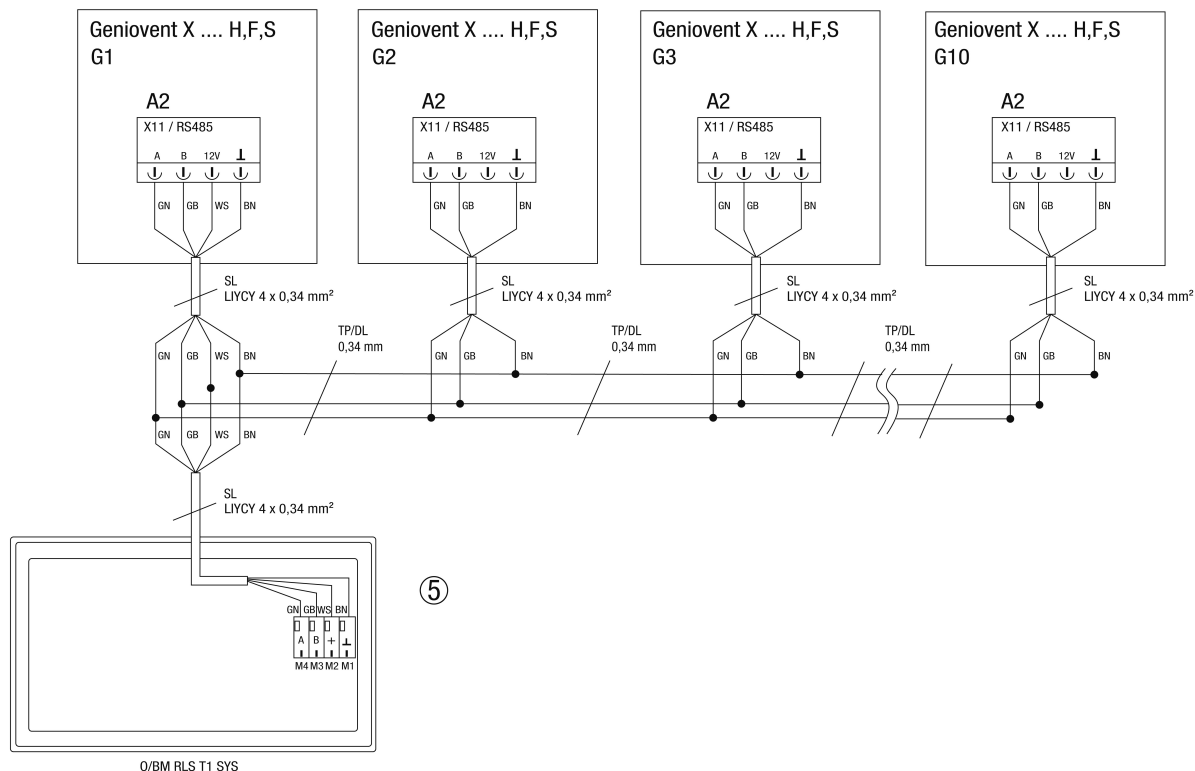 Geniovent X .... H,F,S
G1
A2
X11 / RS485
A B 12V
GN GB WS BN
SL
LIYCY 4 x 0,34 mm²
Geniovent X .... H,F,S
G2
A2
X11 / RS485
A B 12V
GN GB BN
SL
LIYCY 4 x 0,34 mm²
Geniovent X .... H,F,S
G3
A2
X11 / RS485
A B 12V
GN GB BN
SL
LIYCY 4 x 0,34 mm²
Geniovent X .... H,F,S
G10
A2
X11 / RS485
A B 12V
GN GB BN
SL
LIYCY 4 x 0,34 mm²
GN GB WS BN
TP/DL
0,34 mm
GN GB BN
TP/DL
0,34 mm
GN GB BN
TP/DL
0,34 mm
GN GB BN
GN GB WS BN
SL
LIYCY 4 x 0,34 mm²
⑤
GN GB WS BN
A B + ⊥
M4 M3 M2 M1
O/BM RLS T1 SYS